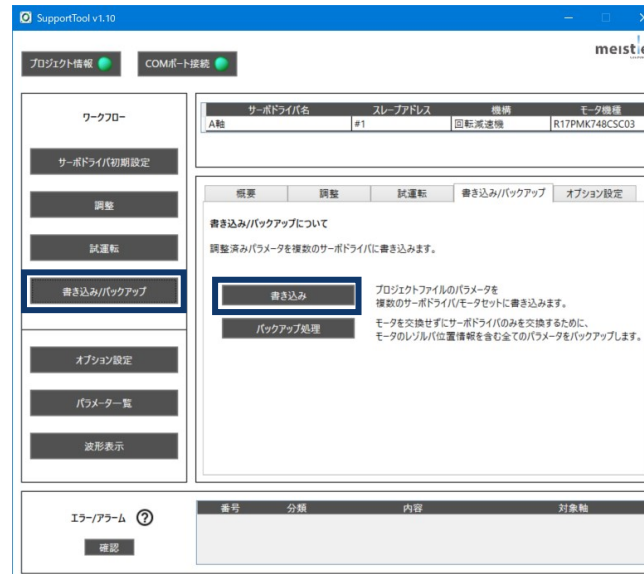 SupportTool v1.10
プロジェクト情報
COMポート接続
meistle
ワークフロー
サーボドライバ初期設定
調整
試運転
書き込み/バックアップ
オプション設定
パラメータ一覧
波形表示
サーボドライバ名 スレーブアドレス 機構 モータ機種
A軸 #1 回転減速機 R17PMK748CSC03
概要 調整 試運転 書き込み/バックアップ オプション設定
書き込み/バックアップについて
調整済みパラメータを複数のサーボドライバに書き込みます。
書き込み
プロジェクトファイルのパラメータを
複数のサーボドライバ/モータセットに書き込みます。
バックアップ処理
モータを交換せずにサーボドライバのみを交換するために、
モータのレゾルバ位置情報を含む全てのパラメータをバックアップします。
エラー/アラーム ?
確認
番号 分類 内容 対象軸